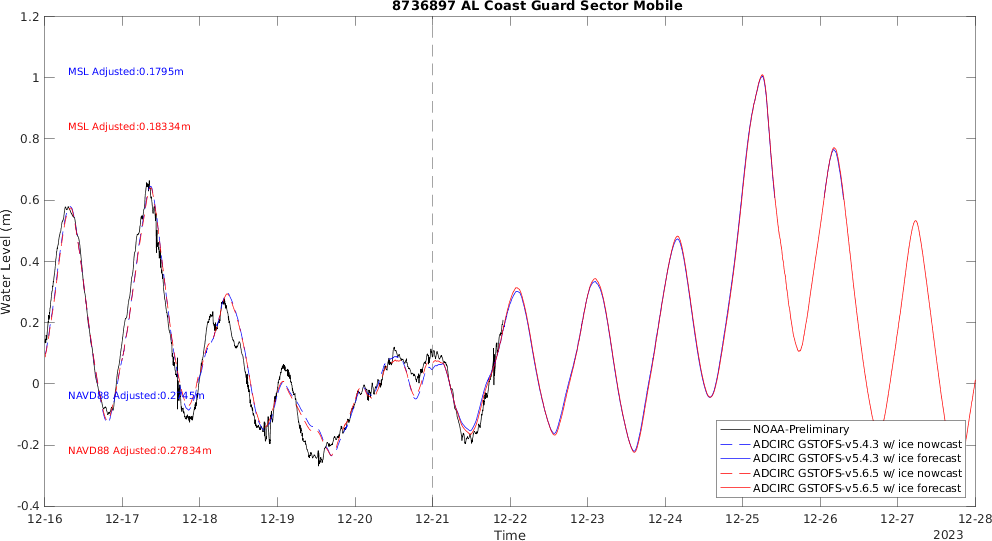 8736897 AL Coast Guard Sector Mobile
1.2
1
0.8
0.6
0.4
0.2
0
-0.2
-0.4
Water Level (m)
MSL Adjusted:0.1795m
MSL Adjusted:0.18334m
NAVD88 Adjusted:0.2745m
NAVD88 Adjusted:0.27834m
NOAA-Preliminary
ADCIRC GSTOFS-v5.4.3 w/ ice nowcast
ADCIRC GSTOFS-v5.4.3 w/ ice forecast
ADCIRC GSTOFS-v5.6.5 w/ ice nowcast
ADCIRC GSTOFS-v5.6.5 w/ ice forecast
12-16 12-17 12-18 12-19 12-20 12-21 12-22 12-23 12-24 12-25 12-26 12-27 12-28
Time
2023